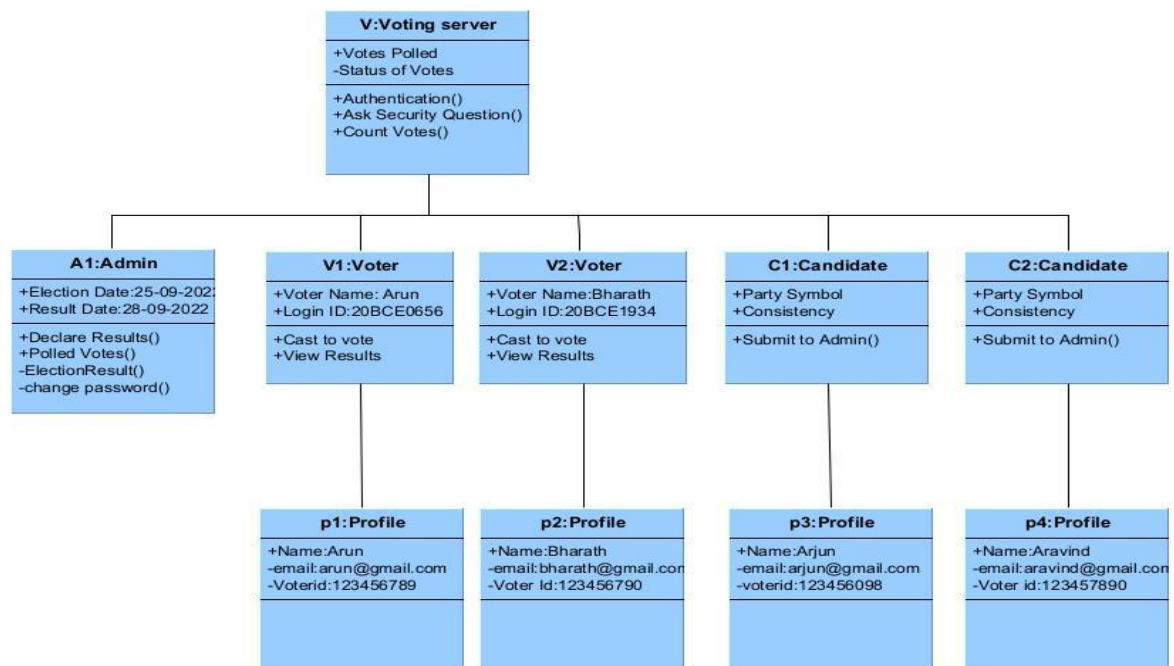 V:Voting server
+Votes Polled
-Status of Votes
+Authentication()
+Ask Security Question()
+Count Votes()
A1:Admin
+Election Date:25-09-202
+Result Date:28-09-2022
+Declare Results()
+Polled Votes()
-ElectionResult()
-change password()
V1:Voter
+Voter Name: Arun
+Login ID:20BCE0656
+Cast to vote
+View Results
V2:Voter
+Voter Name:Bharath
+Login ID:20BCE1934
+Cast to vote
+View Results
C1:Candidate
+Party Symbol
+Consistency
+Submit to Admin()
C2:Candidate
+Party Symbol
+Consistency
+Submit to Admin()
p1:Profile
+Name:Arun
-email:arun@gmail.com
-Voterid:123456789
p2:Profile
+Name:Bharath
-email:bharath@gmail.com
-Voter Id:123456790
p3:Profile
+Name:Arjun
-email:arjun@gmail.com
-voterid:123456098
p4:Profile
+Name:Aravind
-email:aravind@gmail.com
-Voter id:123457890